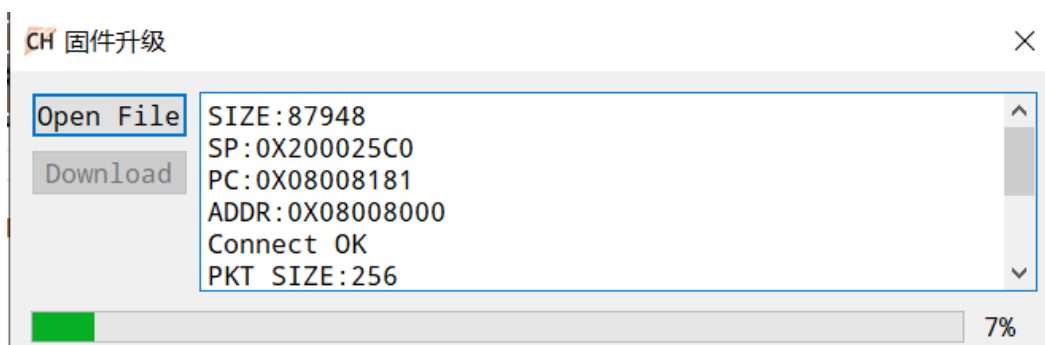 CH 固件升级
Open File
Download
SIZE:87948
SP:0X200025C0
PC:0X08008181
ADDR:0X08008000
Connect OK
PKT SIZE:256
7%